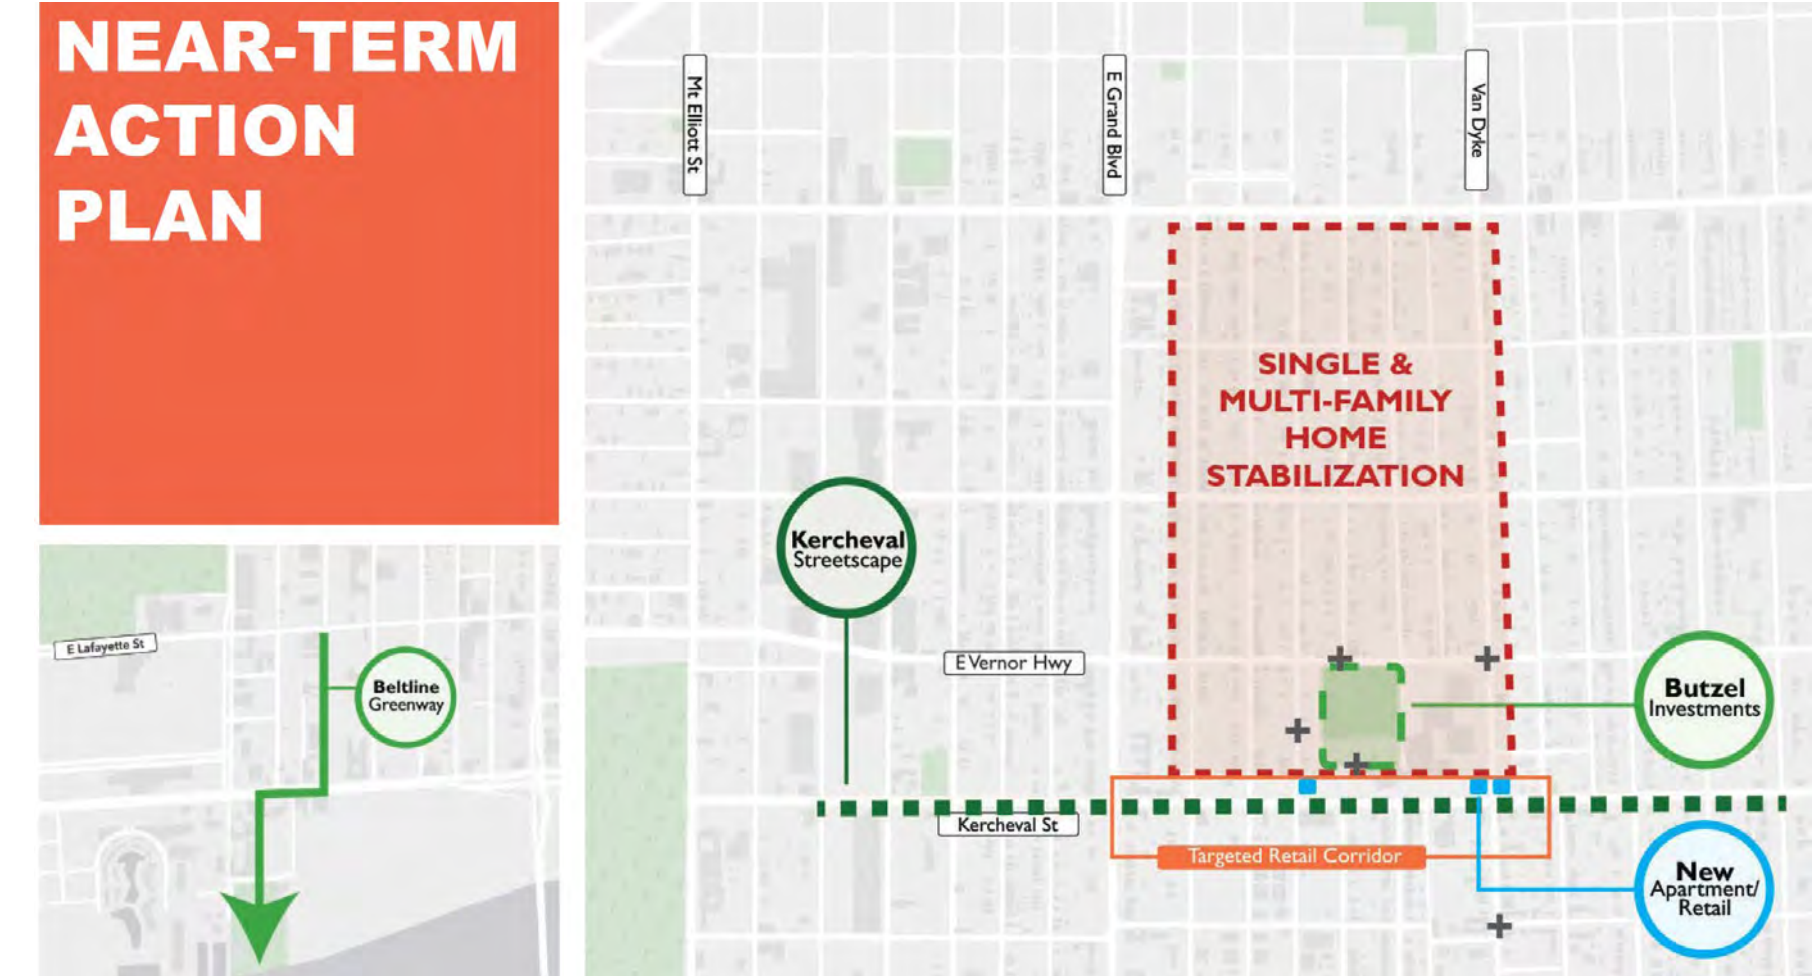 NEAR-TERM
ACTION
PLAN
Mt Elliott St
E Grand Blvd
Van Dyke
SINGLE &
MULTI-FAMILY
HOME
STABILIZATION
Kercheval
Streetscape
E Vernor Hwy
Butzel
Investments
Kercheval St
Targeted Retail Corridor
New
Apartment/
Retail
E Lafayette St
Beltline
Greenway